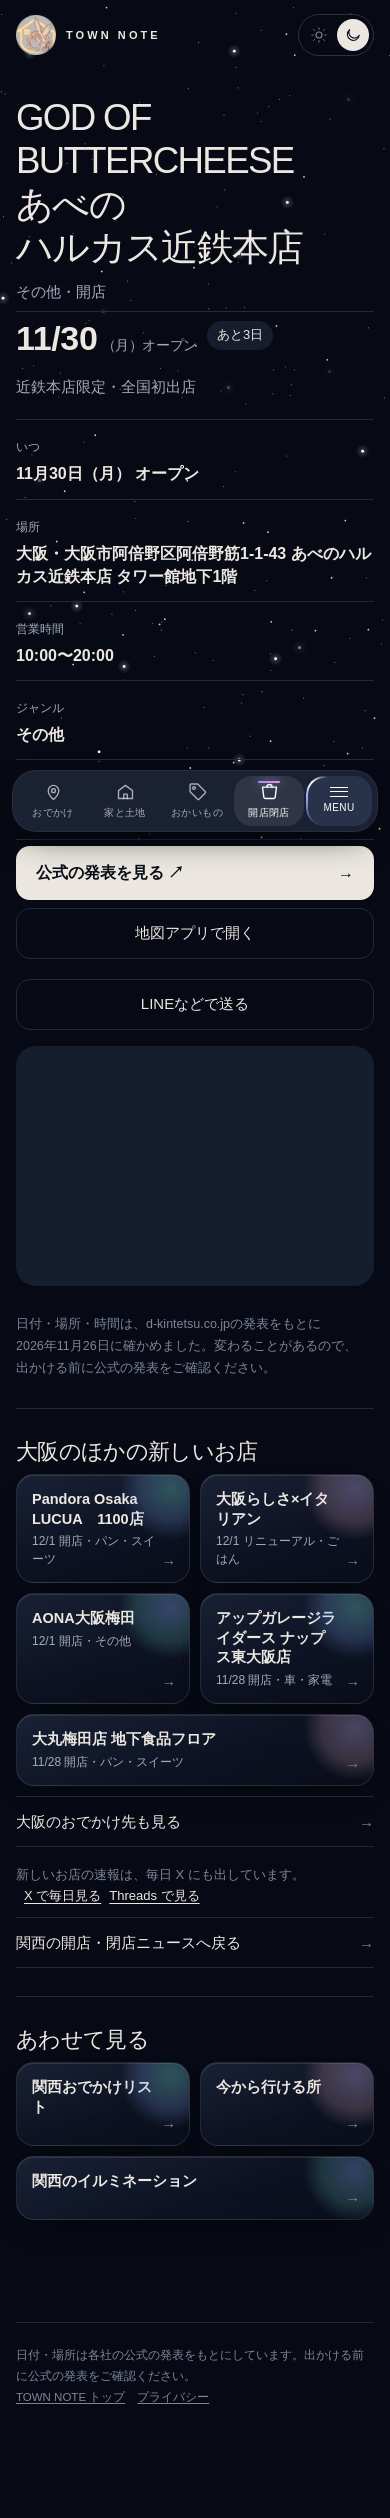 TOWN NOTE
GOD OF
BUTTERCHEESE
あべの
ハルカス近鉄本店
その他・開店
11/30 （月）オープン あと3日
近鉄本店限定・全国初出店
いつ
11月30日（月） オープン
場所
大阪・大阪市阿倍野区阿倍野筋1-1-43 あべのハル
カス近鉄本店 タワー館地下1階
営業時間
10:00〜20:00
ジャンル
その他
おでかけ 家と土地 おかいもの 開店閉店 MENU
公式の発表を見る ↗ →
地図アプリで開く
LINEなどで送る
日付・場所・時間は、d-kintetsu.co.jpの発表をもとに
2026年11月26日に確かめました。変わることがあるので、
出かける前に公式の発表をご確認ください。
大阪のほかの新しいお店
Pandora Osaka
LUCUA　1100店
12/1 開店・パン・スイ
ーツ →
大阪らしさ×イタ
リアン
12/1 リニューアル・ご
はん →
AONA大阪梅田
12/1 開店・その他
→
アップガレージラ
イダース ナップ
ス東大阪店
11/28 開店・車・家電 →
大丸梅田店 地下食品フロア
11/28 開店・パン・スイーツ →
大阪のおでかけ先も見る →
新しいお店の速報は、毎日 X にも出しています。
X で毎日見る Threads で見る
関西の開店・閉店ニュースへ戻る →
あわせて見る
関西おでかけリス
ト
→
今から行ける所
→
関西のイルミネーション
→
日付・場所は各社の公式の発表をもとにしています。出かける前
に公式の発表をご確認ください。
TOWN NOTE トップ プライバシー